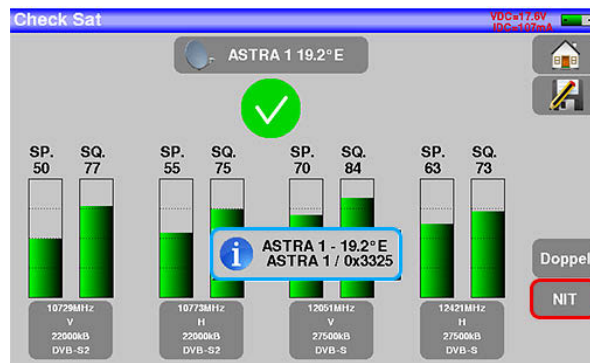 Check Sat
VDC=17.6V
IDC=107mA
ASTRA 1 19.2°E
SP. SQ. SP. SQ. SP. SQ. SP. SQ.
50 77 55 75 70 84 63 73
ASTRA 1 - 19.2°E
ASTRA 1 / 0x3325
Doppel
NIT
10729MHz 10773MHz 12051MHz 12421MHz
V H V H
22000kB 22000kB 27500kB 27500kB
DVB-S2 DVB-S2 DVB-S DVB-S